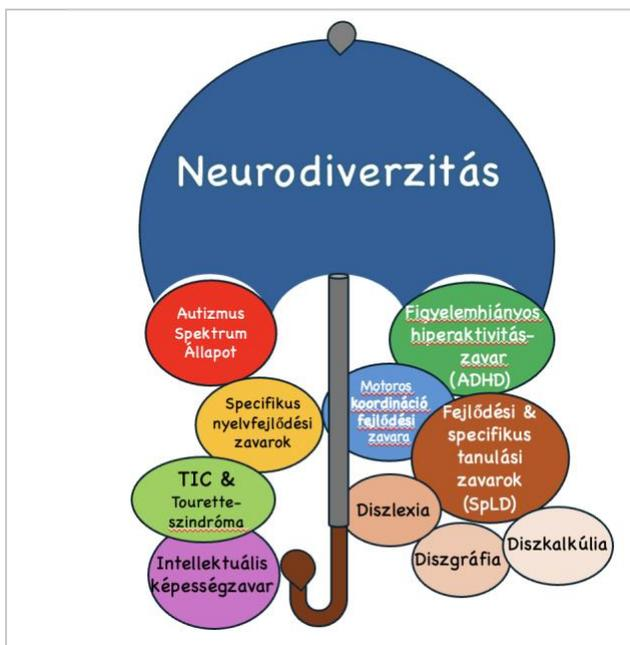 Neurodiverzitás
Autizmus
Spektrum
Állapot
Figyelemhiányos
hiperaktivitás-
zavar
(ADHD)
Specifikus
nyelvfejlődési
zavarok
Motoros
koordináció
fejlődési
zavara
Fejlődési &
specifikus
tanulási
zavarok
(SpLD)
TIC &
Tourette-
szindróma
Diszlexia
Diszgráfia
Diszkalkúlia
Intellektuális
képességzavar